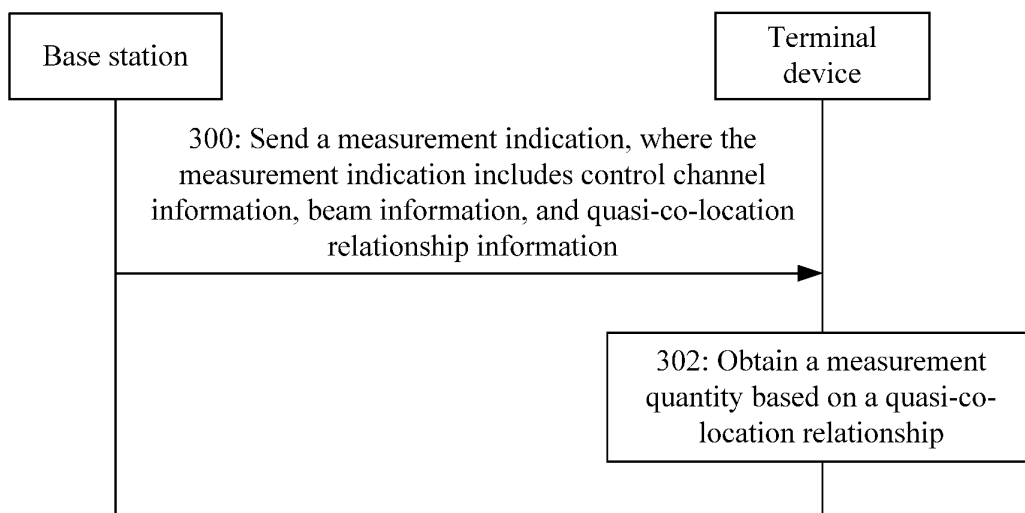 Base station
Terminal
device
300: Send a measurement indication, where the
measurement indication includes control channel
information, beam information, and quasi-co-location
relationship information
302: Obtain a measurement
quantity based on a quasi-co-
location relationship